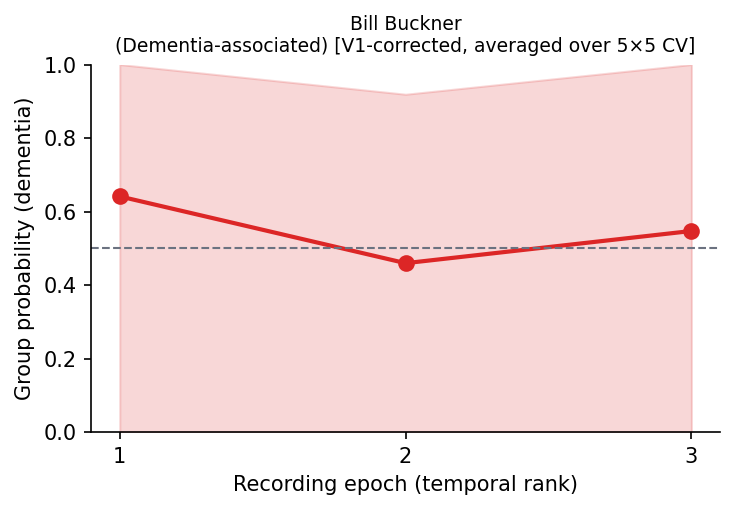 Bill Buckner
(Dementia-associated) [V1-corrected, averaged over 5×5 CV]
Group probability (dementia)
1.0
0.8
0.6
0.4
0.2
0.0
1 2 3
Recording epoch (temporal rank)